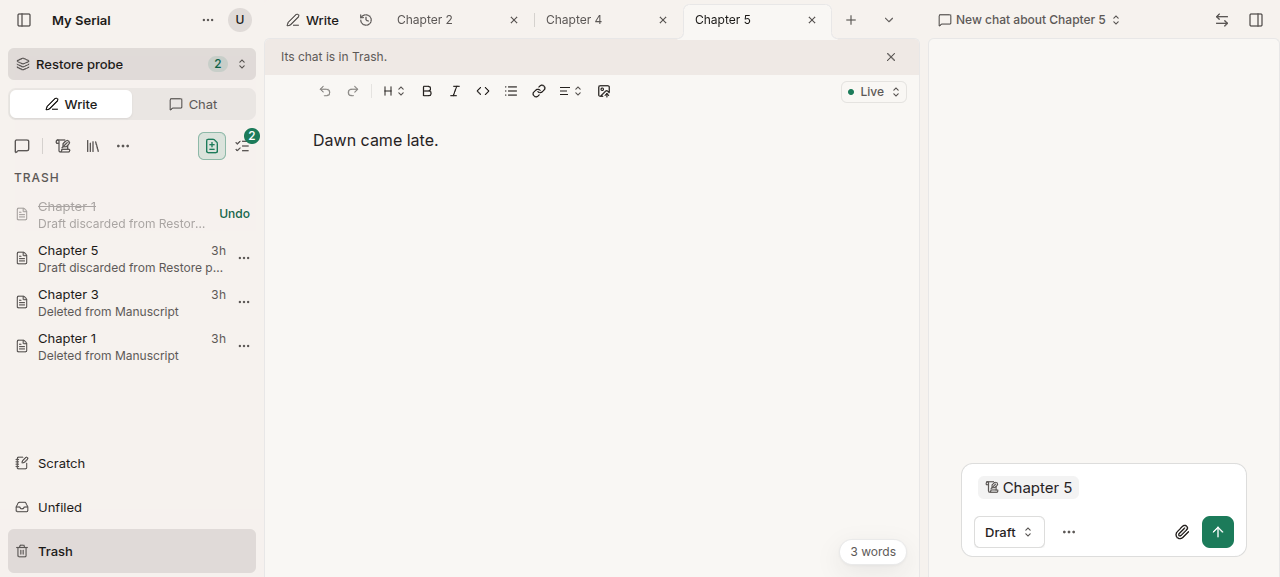 My Serial
U
Write
Chapter 2
Chapter 4
Chapter 5
New chat about Chapter 5
Restore probe
2
Its chat is in Trash.
Write
Chat
H
B
I
Live
2
Dawn came late.
TRASH
Chapter 1
Draft discarded from Restor...
Undo
Chapter 5
3h
Draft discarded from Restore p...
Chapter 3
3h
Deleted from Manuscript
Chapter 1
3h
Deleted from Manuscript
Scratch
Unfiled
Trash
3 words
Chapter 5
Draft